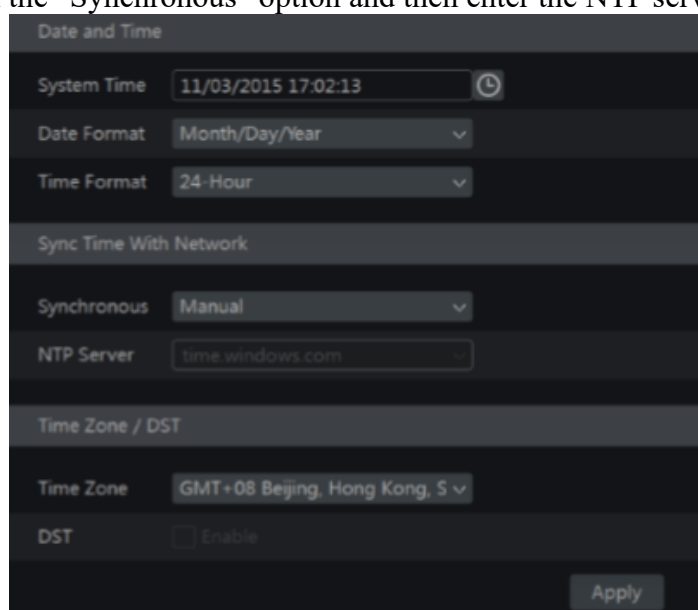 the "Synchronous" option and then enter the NTP serv
Date and Time
System Time 11/03/2015 17:02:13
Date Format Month/Day/Year
Time Format 24-Hour
Sync Time With Network
Synchronous Manual
NTP Server time.windows.com
Time Zone / DST
Time Zone GMT+08 Beijing, Hong Kong, S
DST Enable
Apply